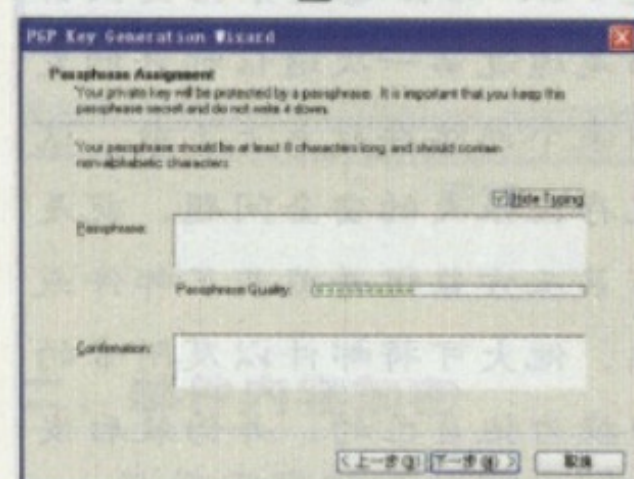 PGP Key Generation Wizard
Passphrase Assignment
Your private key will be protected by a passphrase. It is important that you keep this
passphrase secret and do not write it down.
Your passphrase should be at least 8 characters long and should contain
non-alphabetic characters.
Hide Typing
Passphrase:
Passphrase Quality:
Confirmation:
< 上一步(B) 下一步(N) > 取消